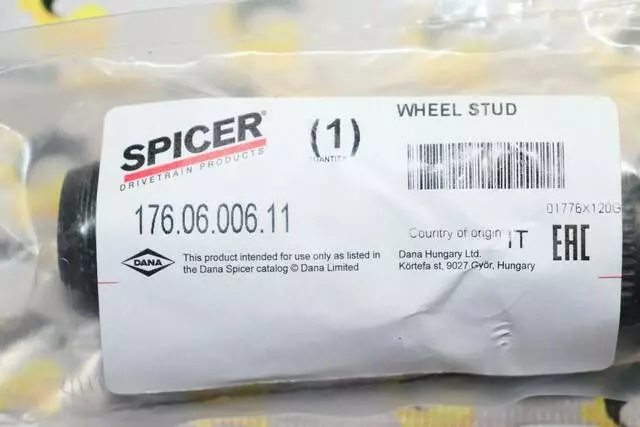 SPICER®
DRIVETRAIN PRODUCTS
(1)
QUANTITY
WHEEL STUD
176.06.006.11
01776X120G
Country of origin IT
EAC
DANA
This product intended for use only as listed in
the Dana Spicer catalog © Dana Limited
Dana Hungary Ltd.
Körtefa st, 9027 Győr, Hungary